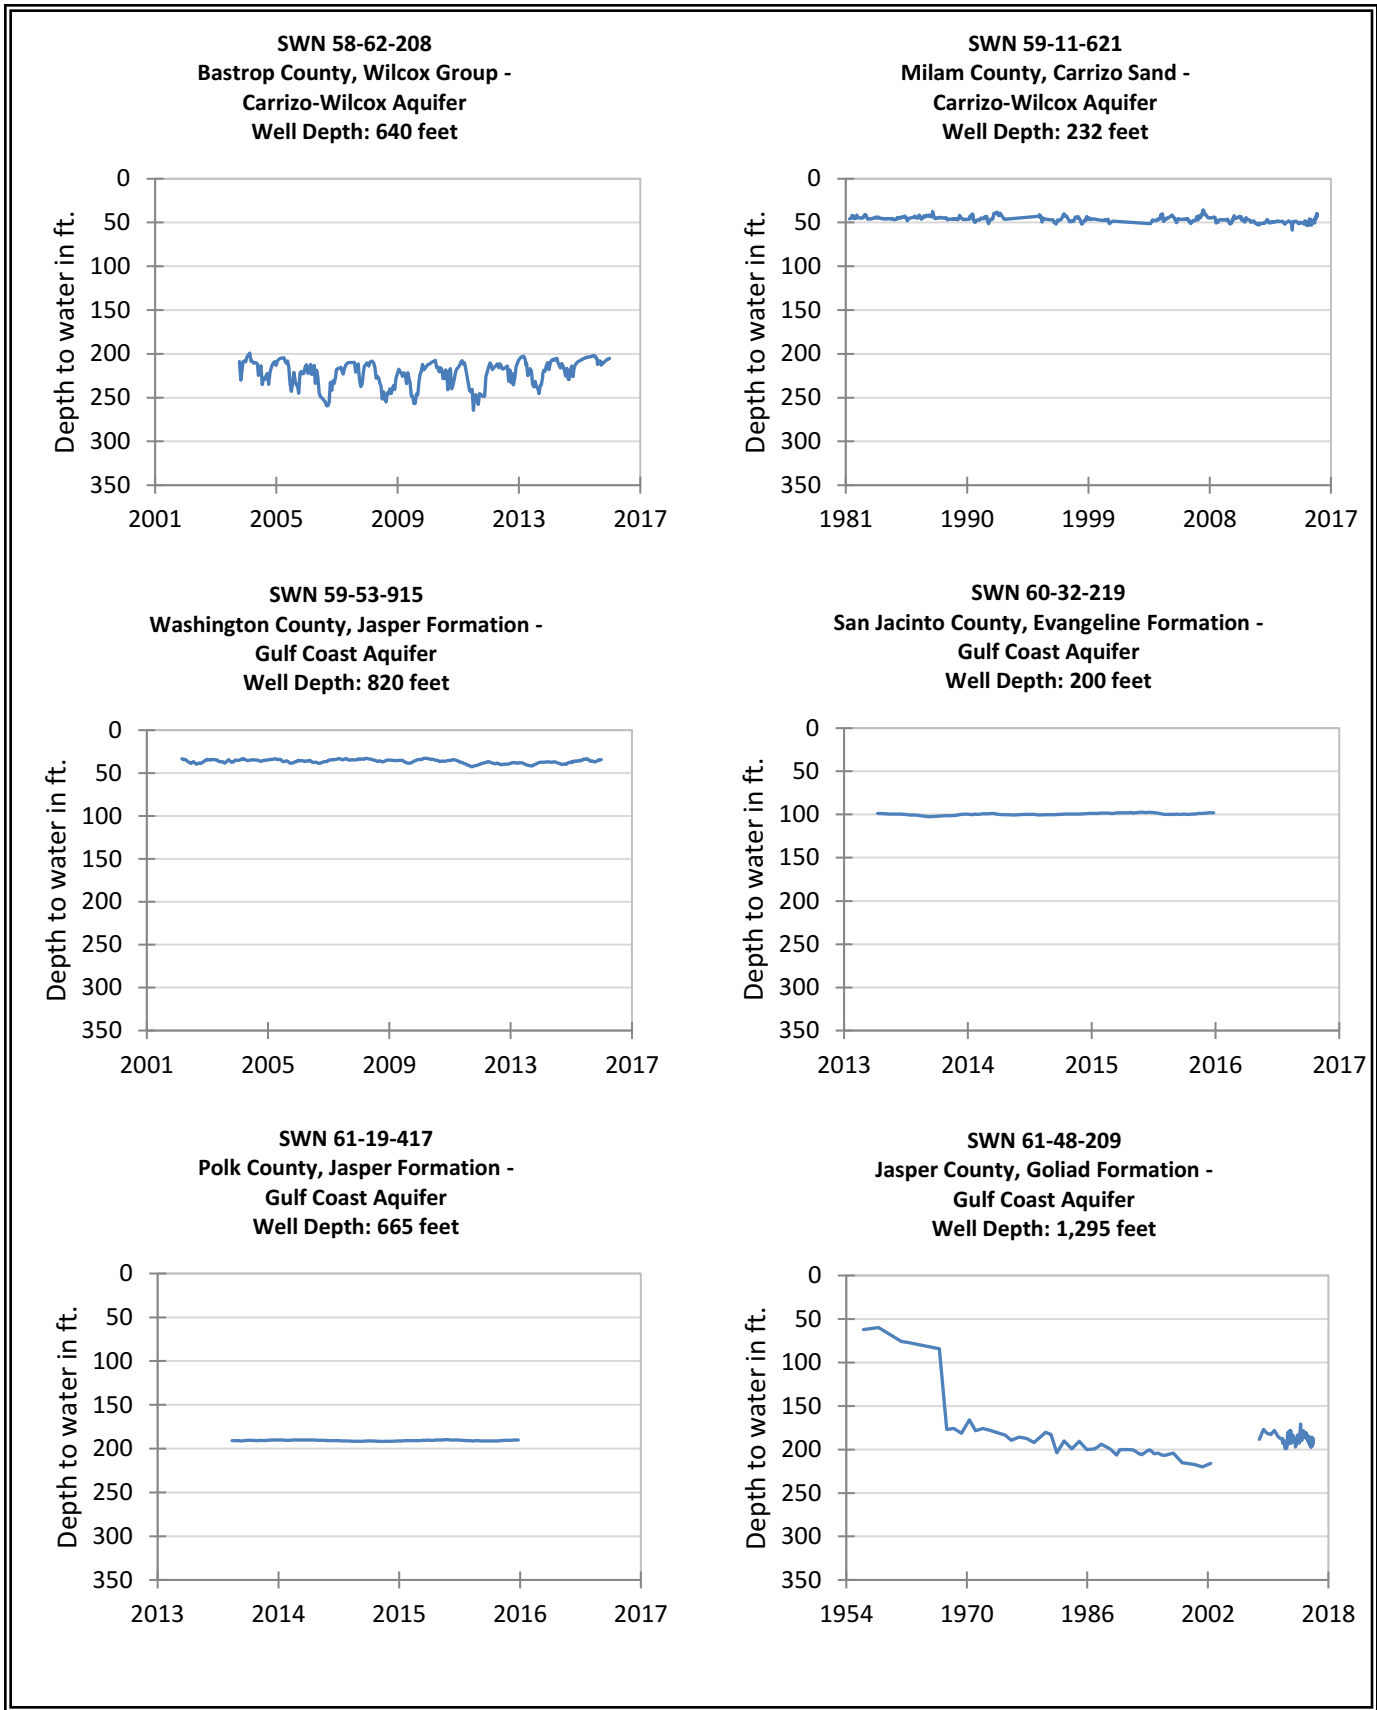 SWN 58-62-208
Bastrop County, Wilcox Group -
Carrizo-Wilcox Aquifer
Well Depth: 640 feet
Depth to water in ft.
0
50
100
150
200
250
300
350
2001 2005 2009 2013 2017
SWN 59-11-621
Milam County, Carrizo Sand -
Carrizo-Wilcox Aquifer
Well Depth: 232 feet
Depth to water in ft.
0
50
100
150
200
250
300
350
1981 1990 1999 2008 2017
SWN 59-53-915
Washington County, Jasper Formation -
Gulf Coast Aquifer
Well Depth: 820 feet
Depth to water in ft.
0
50
100
150
200
250
300
350
2001 2005 2009 2013 2017
SWN 60-32-219
San Jacinto County, Evangeline Formation -
Gulf Coast Aquifer
Well Depth: 200 feet
Depth to water in ft.
0
50
100
150
200
250
300
350
2013 2014 2015 2016 2017
SWN 61-19-417
Polk County, Jasper Formation -
Gulf Coast Aquifer
Well Depth: 665 feet
Depth to water in ft.
0
50
100
150
200
250
300
350
2013 2014 2015 2016 2017
SWN 61-48-209
Jasper County, Goliad Formation -
Gulf Coast Aquifer
Well Depth: 1,295 feet
Depth to water in ft.
0
50
100
150
200
250
300
350
1954 1970 1986 2002 2018